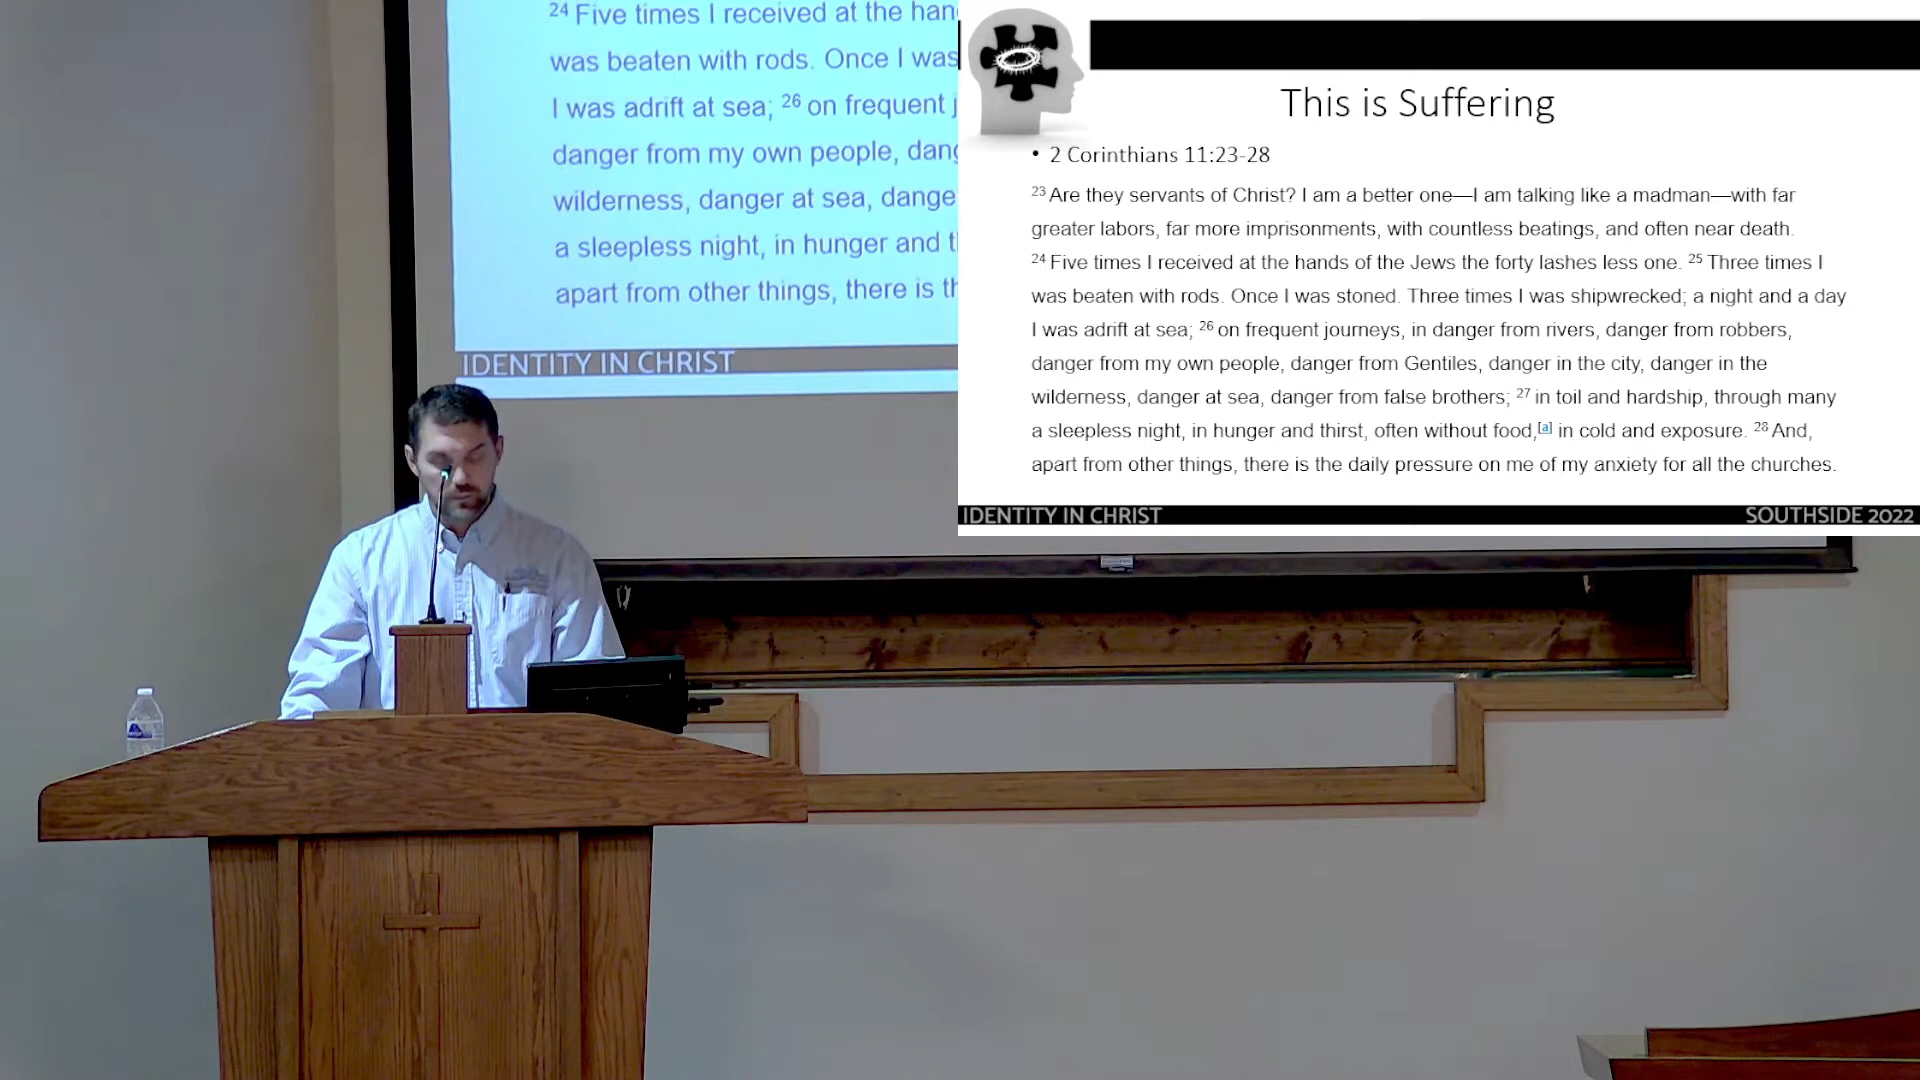 24 Five times I received at the han
was beaten with rods. Once I was
I was adrift at sea; 26 on frequent j
danger from my own people, dang
wilderness, danger at sea, dange
a sleepless night, in hunger and t
apart from other things, there is th
IDENTITY IN CHRIST
This is Suffering
• 2 Corinthians 11:23-28
23 Are they servants of Christ? I am a better one—I am talking like a madman—with far
greater labors, far more imprisonments, with countless beatings, and often near death.
24 Five times I received at the hands of the Jews the forty lashes less one. 25 Three times I
was beaten with rods. Once I was stoned. Three times I was shipwrecked; a night and a day
I was adrift at sea; 26 on frequent journeys, in danger from rivers, danger from robbers,
danger from my own people, danger from Gentiles, danger in the city, danger in the
wilderness, danger at sea, danger from false brothers; 27 in toil and hardship, through many
a sleepless night, in hunger and thirst, often without food,[a] in cold and exposure. 28 And,
apart from other things, there is the daily pressure on me of my anxiety for all the churches.
IDENTITY IN CHRIST
SOUTHSIDE 2022